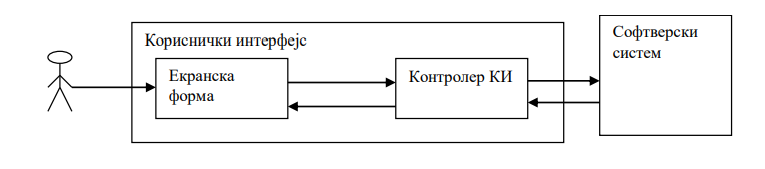 Кориснички интерфејс
Екранска
форма
Контролер КИ
Софтверски
систем